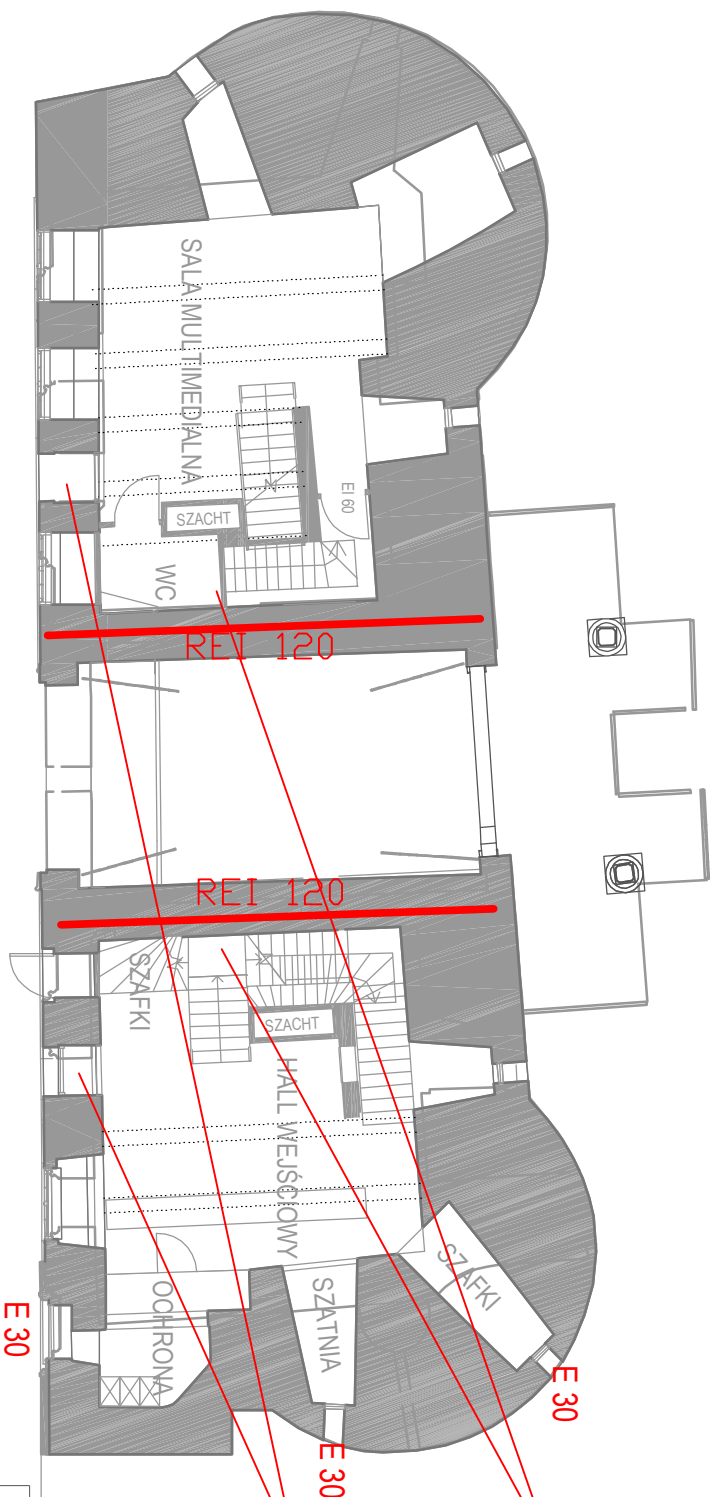 SALA MULTIMEDIALNA
EI 60
SZACHT
WC
REI 120
REI 120
SZAFKI
SZACHT
HALL WEJŚCIOWY
SZAFKI
SZATNIA
OCHRONA
E 30
E 30
E 30